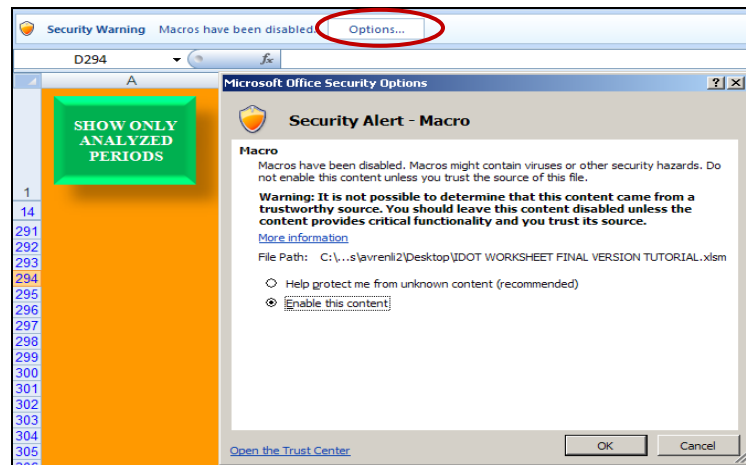 Security Warning Macros have been disabled. Options...
D294 fx
A
SHOW ONLY
ANALYZED
PERIODS
1
14
291
292
293
294
295
296
297
298
299
300
301
302
303
304
305
Microsoft Office Security Options
Security Alert - Macro
Macro
Macros have been disabled. Macros might contain viruses or other security hazards. Do
not enable this content unless you trust the source of this file.
Warning: It is not possible to determine that this content came from a
trustworthy source. You should leave this content disabled unless the
content provides critical functionality and you trust its source.
More information
File Path: C:\...s\avrenli2\Desktop\IDOT WORKSHEET FINAL VERSION TUTORIAL.xlsm
Help protect me from unknown content (recommended)
Enable this content
Open the Trust Center
OK Cancel